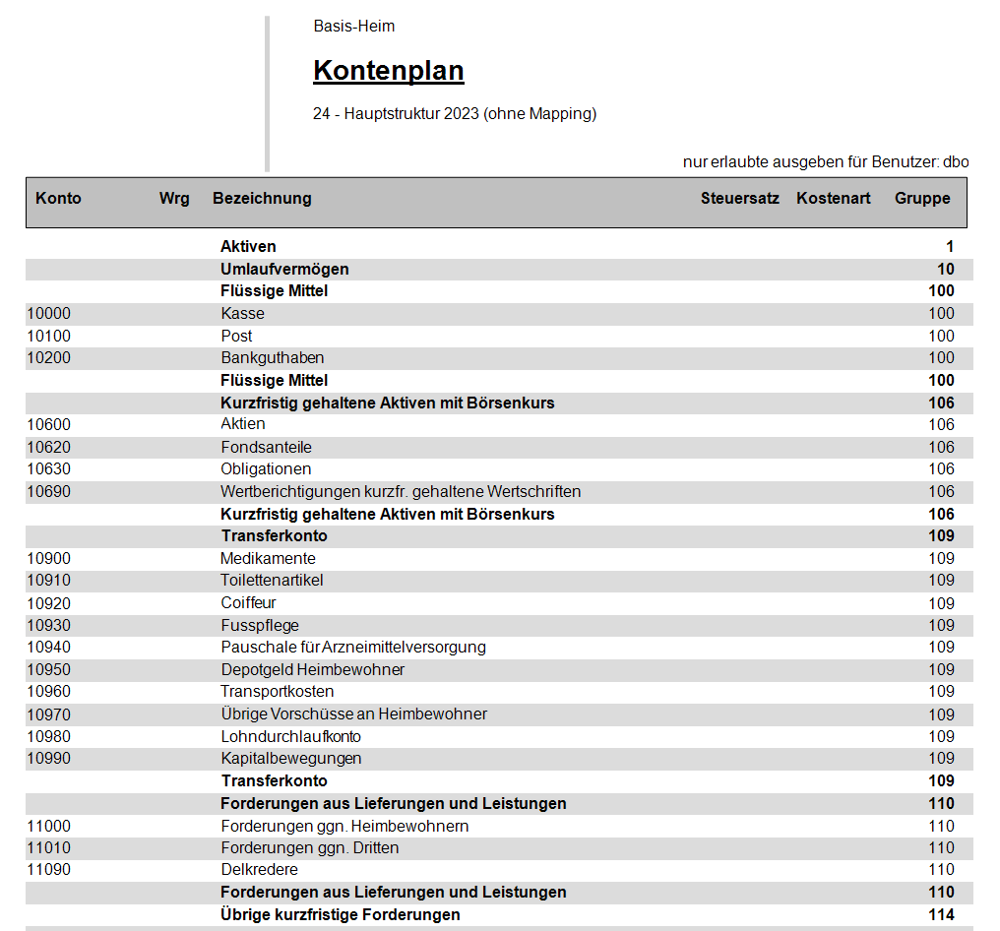 Basis-Heim
Kontenplan
24 - Hauptstruktur 2023 (ohne Mapping)
nur erlaubte ausgeben für Benutzer: dbo
Konto Wrg Bezeichnung Steuersatz Kostenart Gruppe
Aktiven 1
Umlaufvermögen 10
Flüssige Mittel 100
10000 Kasse 100
10100 Post 100
10200 Bankguthaben 100
Flüssige Mittel 100
Kurzfristig gehaltene Aktiven mit Börsenkurs 106
10600 Aktien 106
10620 Fondsanteile 106
10630 Obligationen 106
10690 Wertberichtigungen kurzfr. gehaltene Wertschriften 106
Kurzfristig gehaltene Aktiven mit Börsenkurs 106
Transferkonto 109
10900 Medikamente 109
10910 Toilettenartikel 109
10920 Coiffeur 109
10930 Fusspflege 109
10940 Pauschale für Arzneimittelversorgung 109
10950 Depotgeld Heimbewohner 109
10960 Transportkosten 109
10970 Übrige Vorschüsse an Heimbewohner 109
10980 Lohndurchlaufkonto 109
10990 Kapitalbewegungen 109
Transferkonto 109
Forderungen aus Lieferungen und Leistungen 110
11000 Forderungen ggn. Heimbewohnern 110
11010 Forderungen ggn. Dritten 110
11090 Delkredere 110
Forderungen aus Lieferungen und Leistungen 110
Übrige kurzfristige Forderungen 114